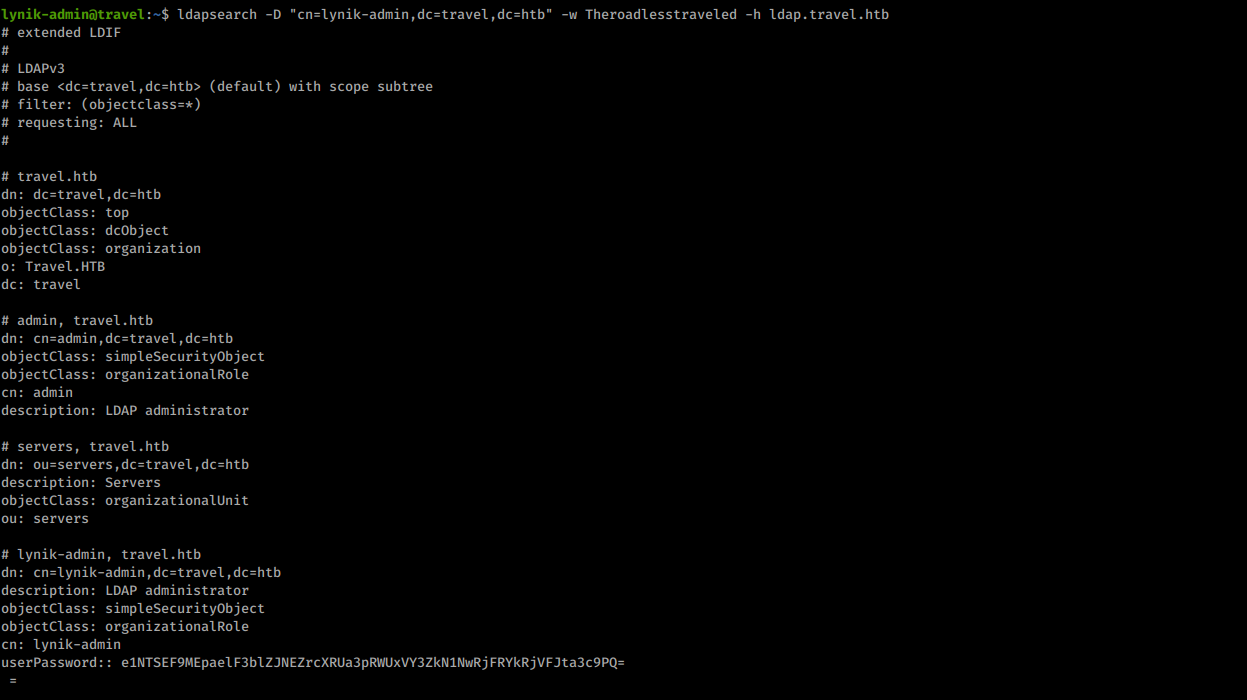 lynik-admin@travel:~$ ldapsearch -D "cn=lynik-admin,dc=travel,dc=htb" -w Theroadlesstraveled -h ldap.travel.htb
# extended LDIF
#
# LDAPv3
# base <dc=travel,dc=htb> (default) with scope subtree
# filter: (objectclass=*)
# requesting: ALL
#
# travel.htb
dn: dc=travel,dc=htb
objectClass: top
objectClass: dcObject
objectClass: organization
o: Travel.HTB
dc: travel
# admin, travel.htb
dn: cn=admin,dc=travel,dc=htb
objectClass: simpleSecurityObject
objectClass: organizationalRole
cn: admin
description: LDAP administrator
# servers, travel.htb
dn: ou=servers,dc=travel,dc=htb
description: Servers
objectClass: organizationalUnit
ou: servers
# lynik-admin, travel.htb
dn: cn=lynik-admin,dc=travel,dc=htb
description: LDAP administrator
objectClass: simpleSecurityObject
objectClass: organizationalRole
cn: lynik-admin
userPassword:: e1NTSEF9MEpaelF3blZJNEZrcXRUa3pRWUxVY3ZkN1NwRjFRYkRjVFJta3c9PQ=
=